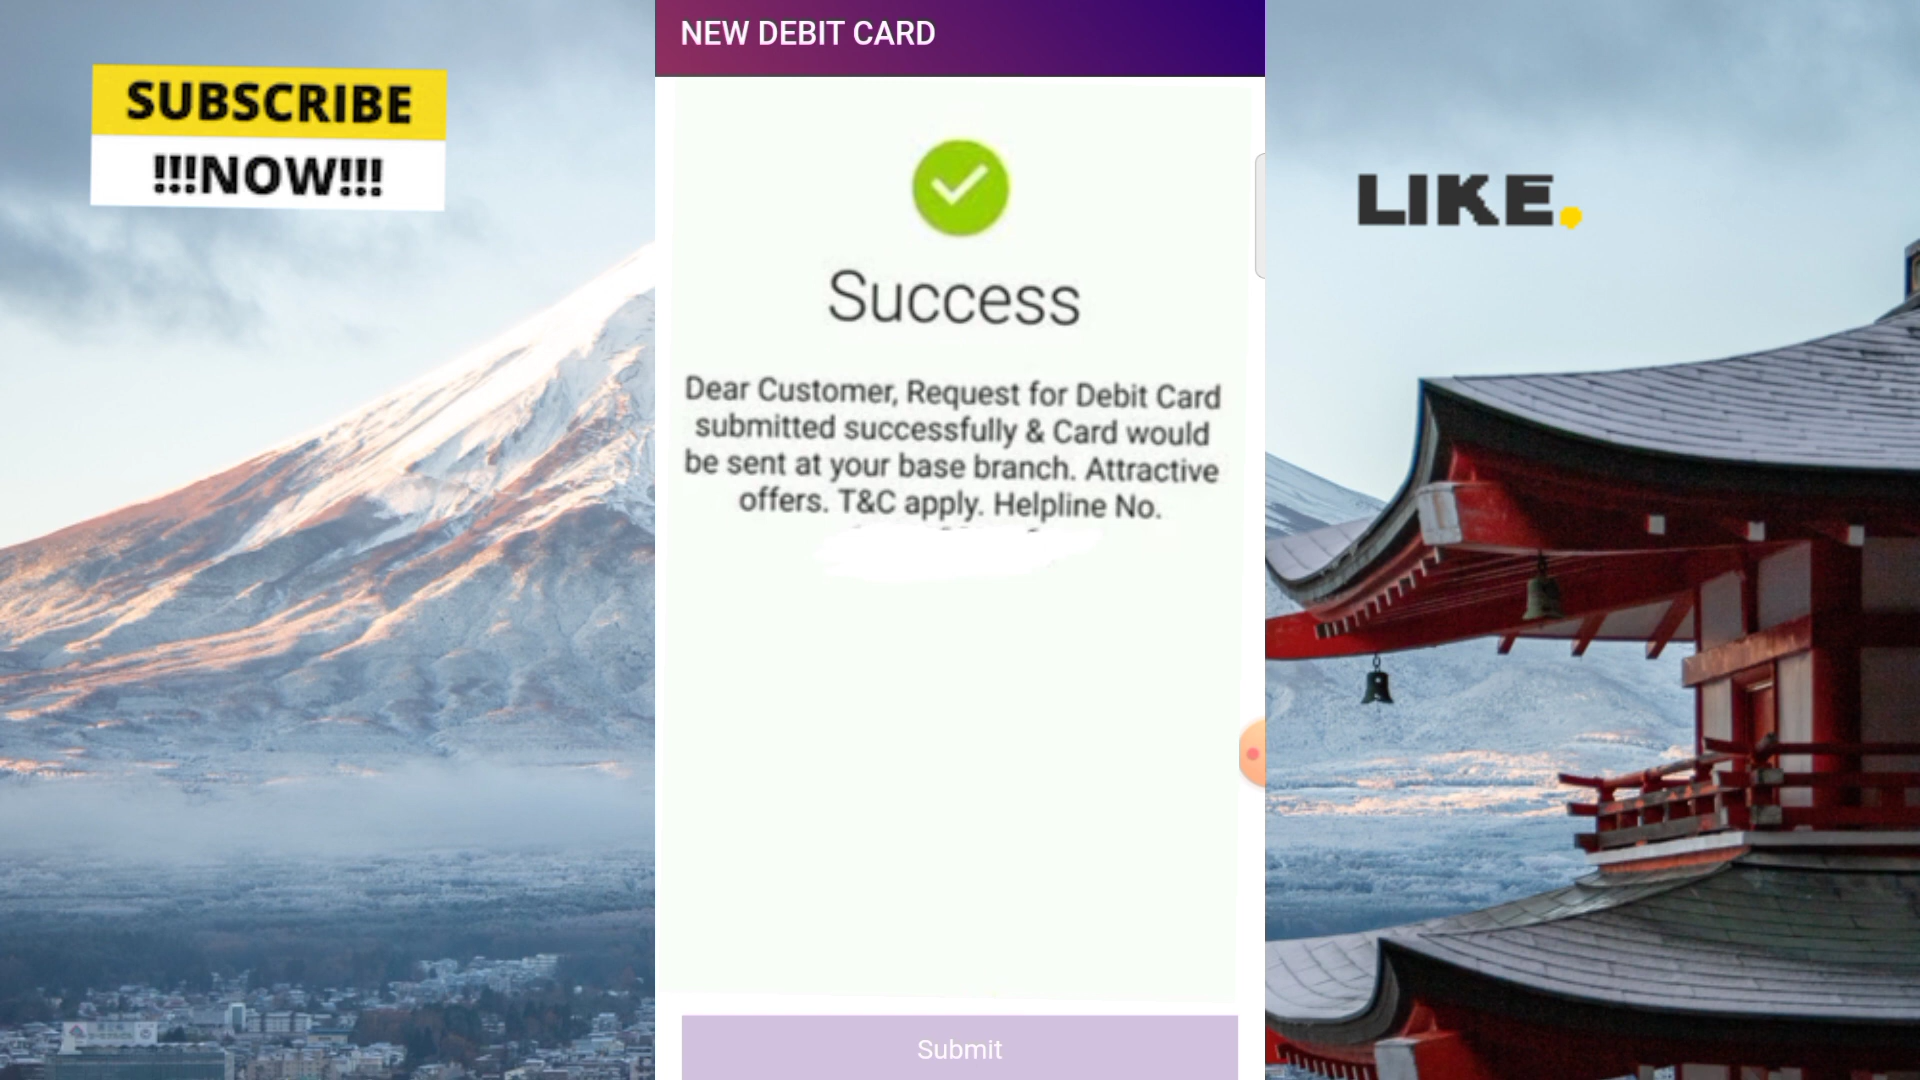 SUBSCRIBE
!!!NOW!!!
NEW DEBIT CARD
Success
Dear Customer, Request for Debit Card
submitted successfully & Card would
be sent at your base branch. Attractive
offers. T&C apply. Helpline No.
Submit
LIKE.